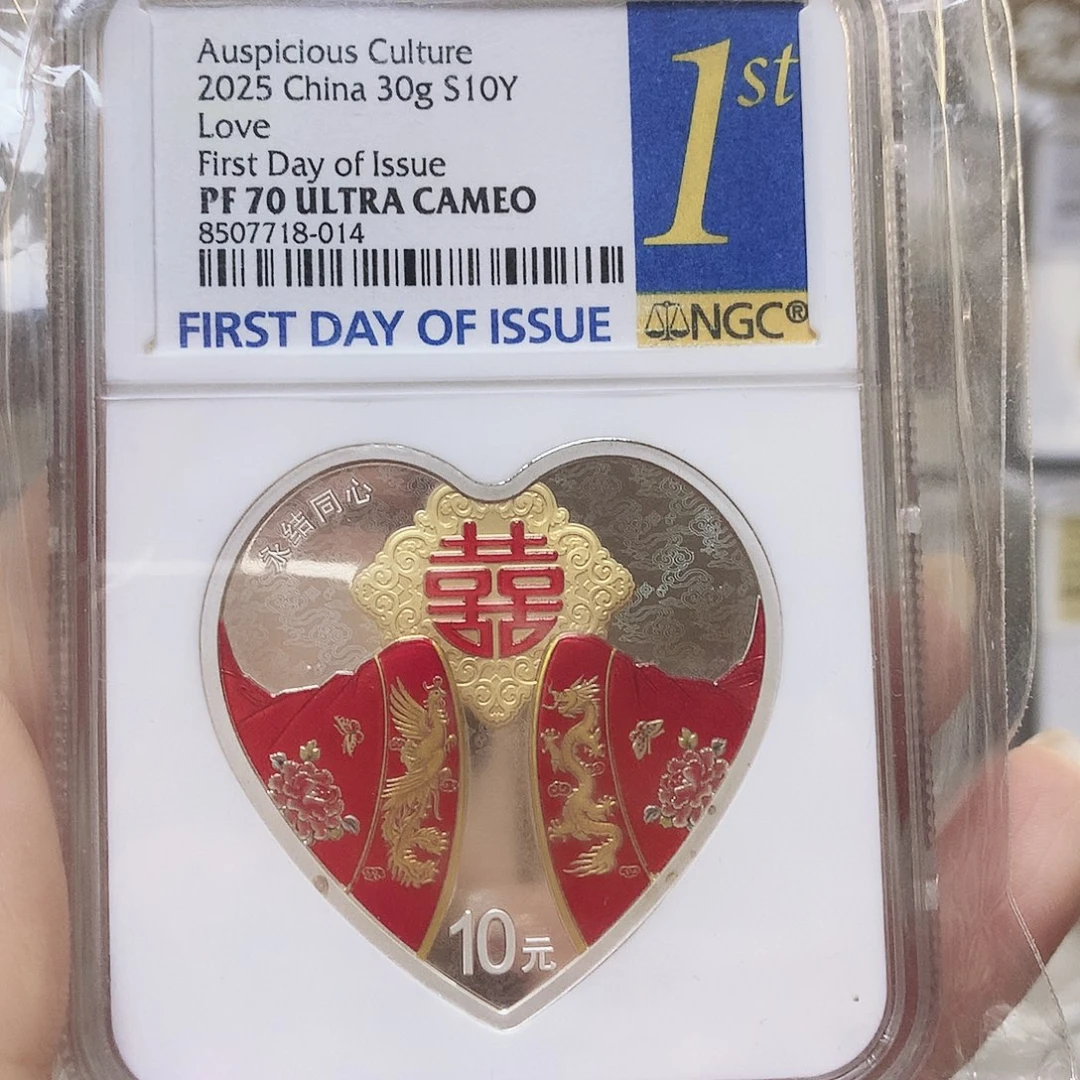 Auspicious Culture
2025 China 30g S10Y
Love
First Day of Issue
PF 70 ULTRA CAMEO
8507718-014
FIRST DAY OF ISSUE
1st
NGC®
永结同心
囍
10元